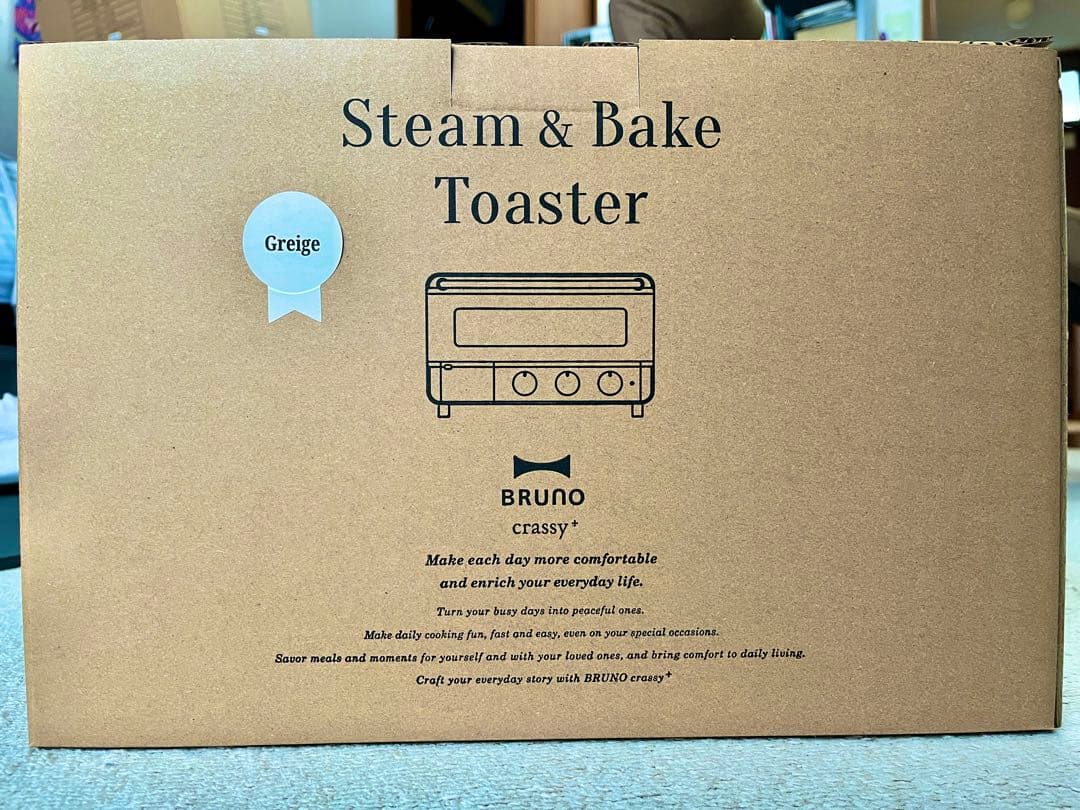 Steam & Bake
Toaster
Greige
BRUNO
crassy+
Make each day more comfortable
and enrich your everyday life.
Turn your busy days into peaceful ones.
Make daily cooking fun, fast and easy, even on your special occasions.
Savor meals and moments for yourself and with your loved ones, and bring comfort to daily living.
Craft your everyday story with BRUNO crassy+